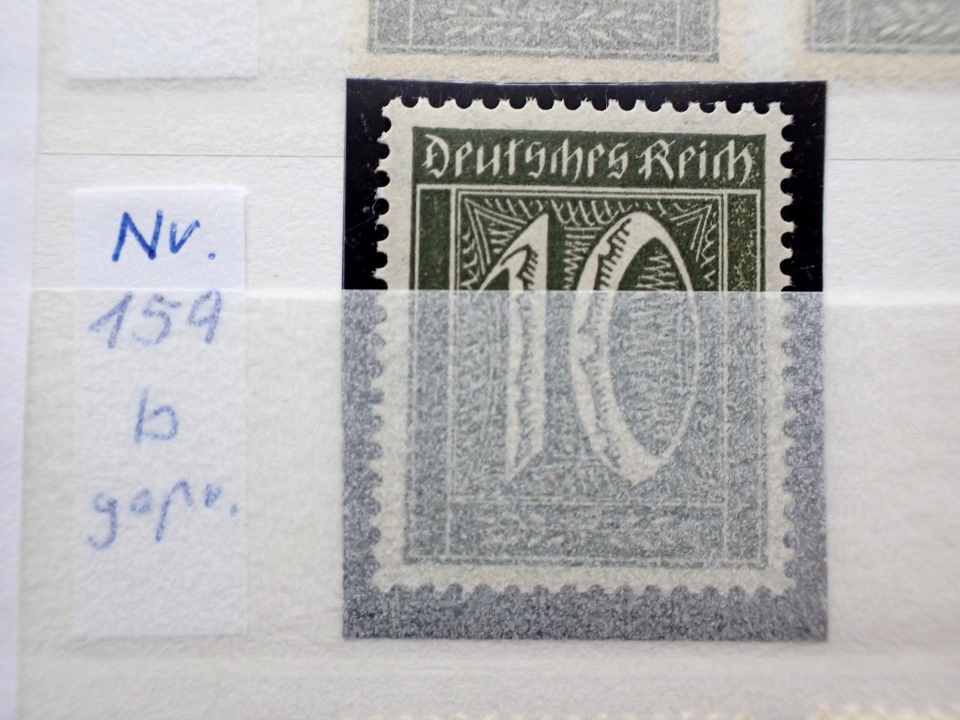 Deutsches Reich
10
Nr.
159
b
gepr.